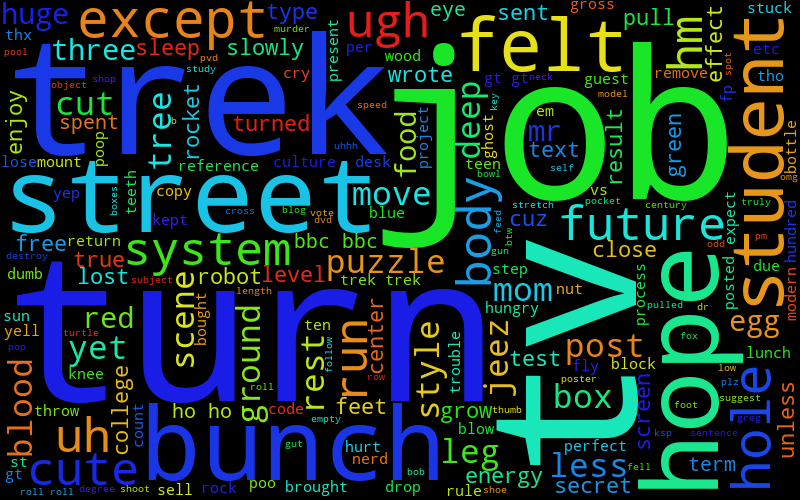 huge
except
ugh
type
murder
eye
sent
gross
pull
stuck
thx
three
sleep
slowly
per
wood
felt
hm
effect
etc
tho
pool
trek
pvd
study
cry
present
wrote
gt gt
neck
guest
remove
spot
object
shop
job
deep
model
fp
student
enjoy
cut
spent
poop
tree
rocket
b
turned
speed
uhhh
food
project
ghost
key
em
mr
text
result
green
bottle
omg
lose
mount
reference
culture
desk
teen
bowl
self
vs
street
yep
teeth
boxes
copy
kept
cross
blog
vote
dvd
blue
move
body
feed
stretch
pocket
century
truly
expect
cuz
future
free
return
system
bbc bbc
btw
gun
odd
pm
hundred
modern
destroy
true
subject
level
puzzle
close
posted
due
dumb
lost
robot
trek trek
step
mom
nut
process
pulled
dr
turn
scene
bought
length
hungry
tv
hope
egg
sun
yell
turtle
red
ground
ten
follow
run
center
row
style
trouble
jeez
test
post
fly
block
screen
fox
low
lunch
pop
yet
knee
rest
poster
plz
blood
college
roll
thumb
box
foot
suggest
hole
unless
throw
count
ho ho
code
empty
feet
grow
blow
greg
uh
bunch
gut
hurt
nerd
leg
perfect
ksp
sentence
st
gt
cute
bob
energy
less
fell
term
roll roll
degree
shoot
sell
rock
poo
brought
drop
rule
shoe
secret